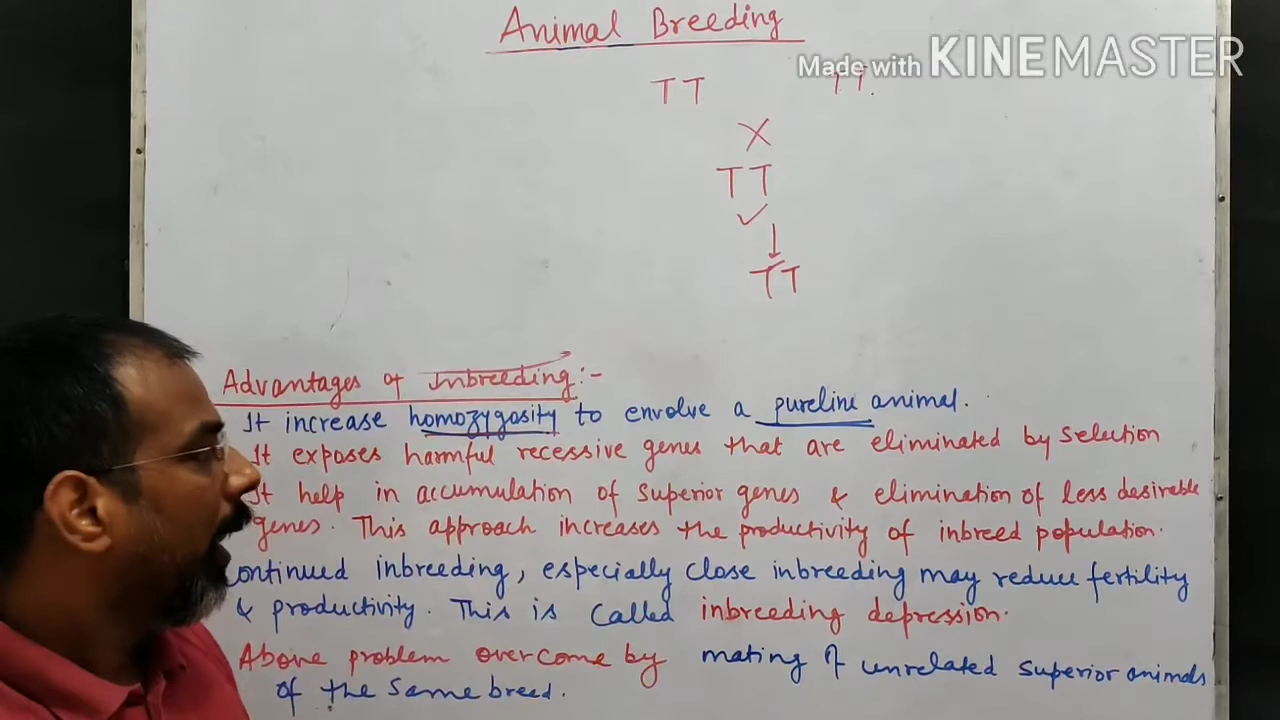 Animal Breeding
Made with KINEMASTER
TT TT.
X
TT
✓
↓
TT
Advantages of Inbreeding:-
It increase homozygosity to envolve a pureline animal.
It exposes harmful recessive genes that are eliminated by selection
It help in accumulation of superior genes & elimination of less desirable
genes. This approach increases the productivity of inbreed population.
ontinued inbreeding, especially close inbreeding may reduce fertility
& productivity. This is called inbreeding depression.
Above problem overcome by mating of unrelated superior animals
of the same breed.